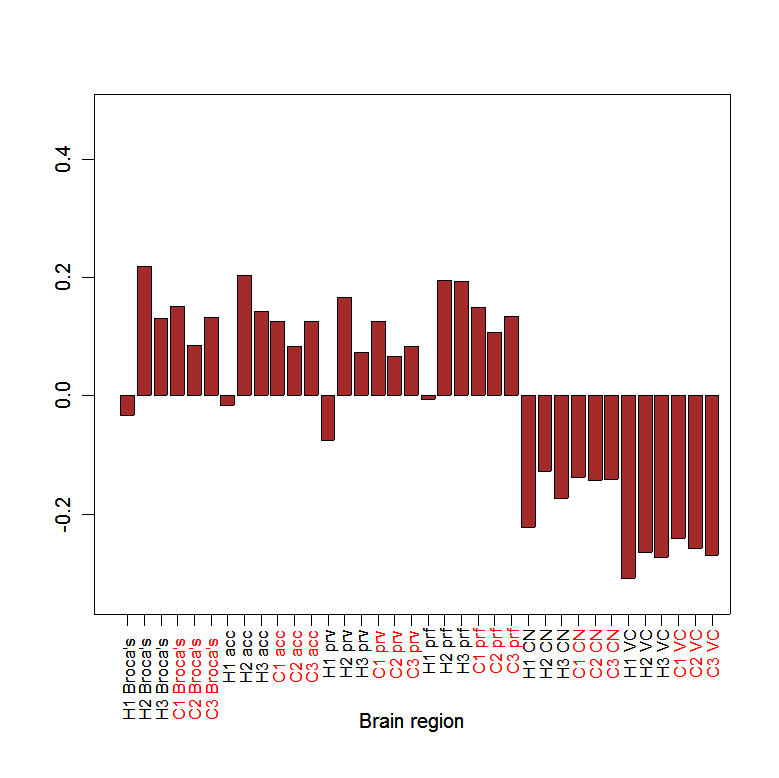 0.4
0.2
0.0
-0.2
H1 Broca's
H2 Broca's
H3 Broca's
C1 Broca's
C2 Broca's
C3 Broca's
H1 acc
H2 acc
H3 acc
C1 acc
C2 acc
C3 acc
H1 prv
H2 prv
H3 prv
C1 prv
C2 prv
C3 prv
H1 prf
H2 prf
H3 prf
C1 prf
C2 prf
C3 prf
H1 CN
H2 CN
H3 CN
C1 CN
C2 CN
C3 CN
H1 VC
H2 VC
H3 VC
C1 VC
C2 VC
C3 VC
Brain region